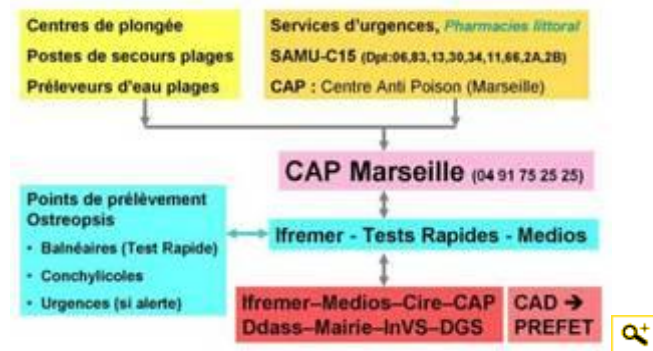 Centres de plongée
Postes de secours plages
Préleveurs d'eau plages
Services d'urgences, Pharmacies littoral
SAMU-C15 (Dpt:06,83,13,30,34,11,66,2A,2B)
CAP : Centre Anti Poison (Marseille)
CAP Marseille (04 91 75 25 25)
Points de prélèvement
Ostreopsis
• Balnéaires (Test Rapide)
• Conchylicoles
• Urgences (si alerte)
Ifremer - Tests Rapides - Medios
Ifremer–Medios–Cire–CAP
Ddass–Mairie–InVS–DGS
CAD ➔
PREFET